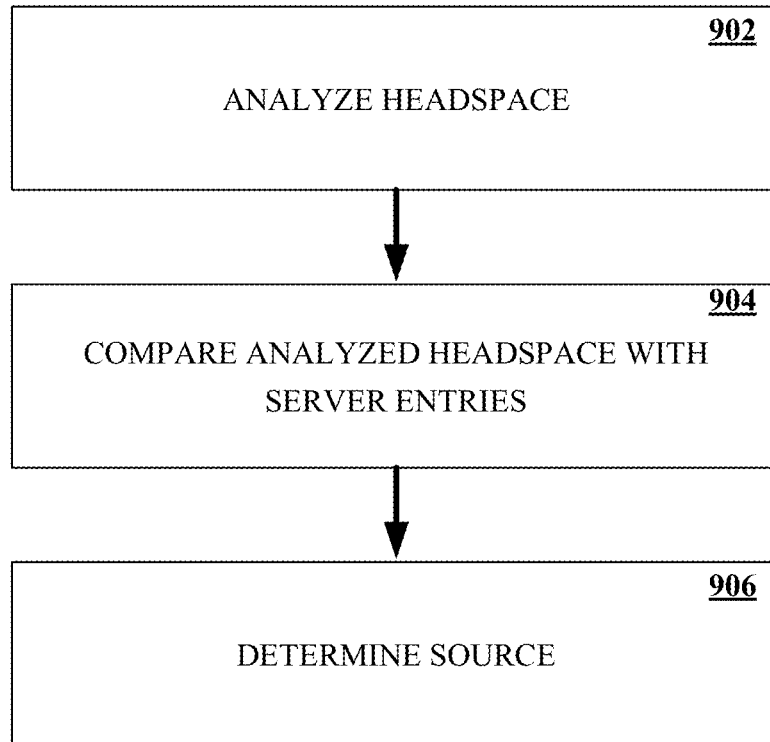 902
ANALYZE HEADSPACE
904
COMPARE ANALYZED HEADSPACE WITH
SERVER ENTRIES
906
DETERMINE SOURCE